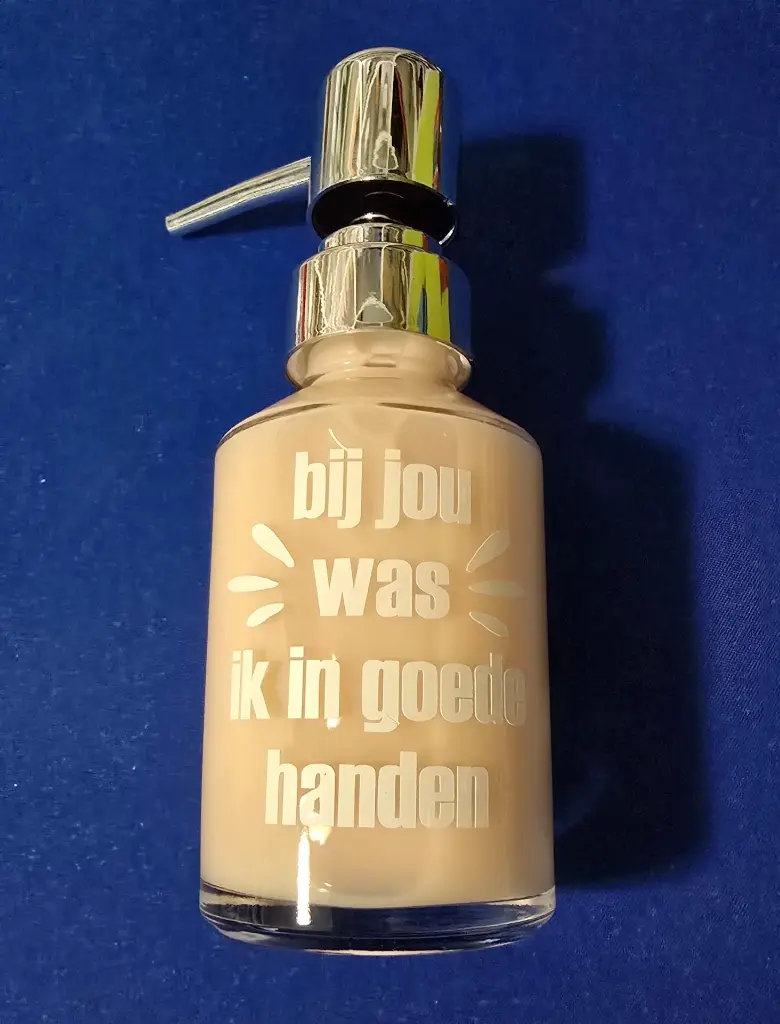 bij jou
was
ik in goede
handen